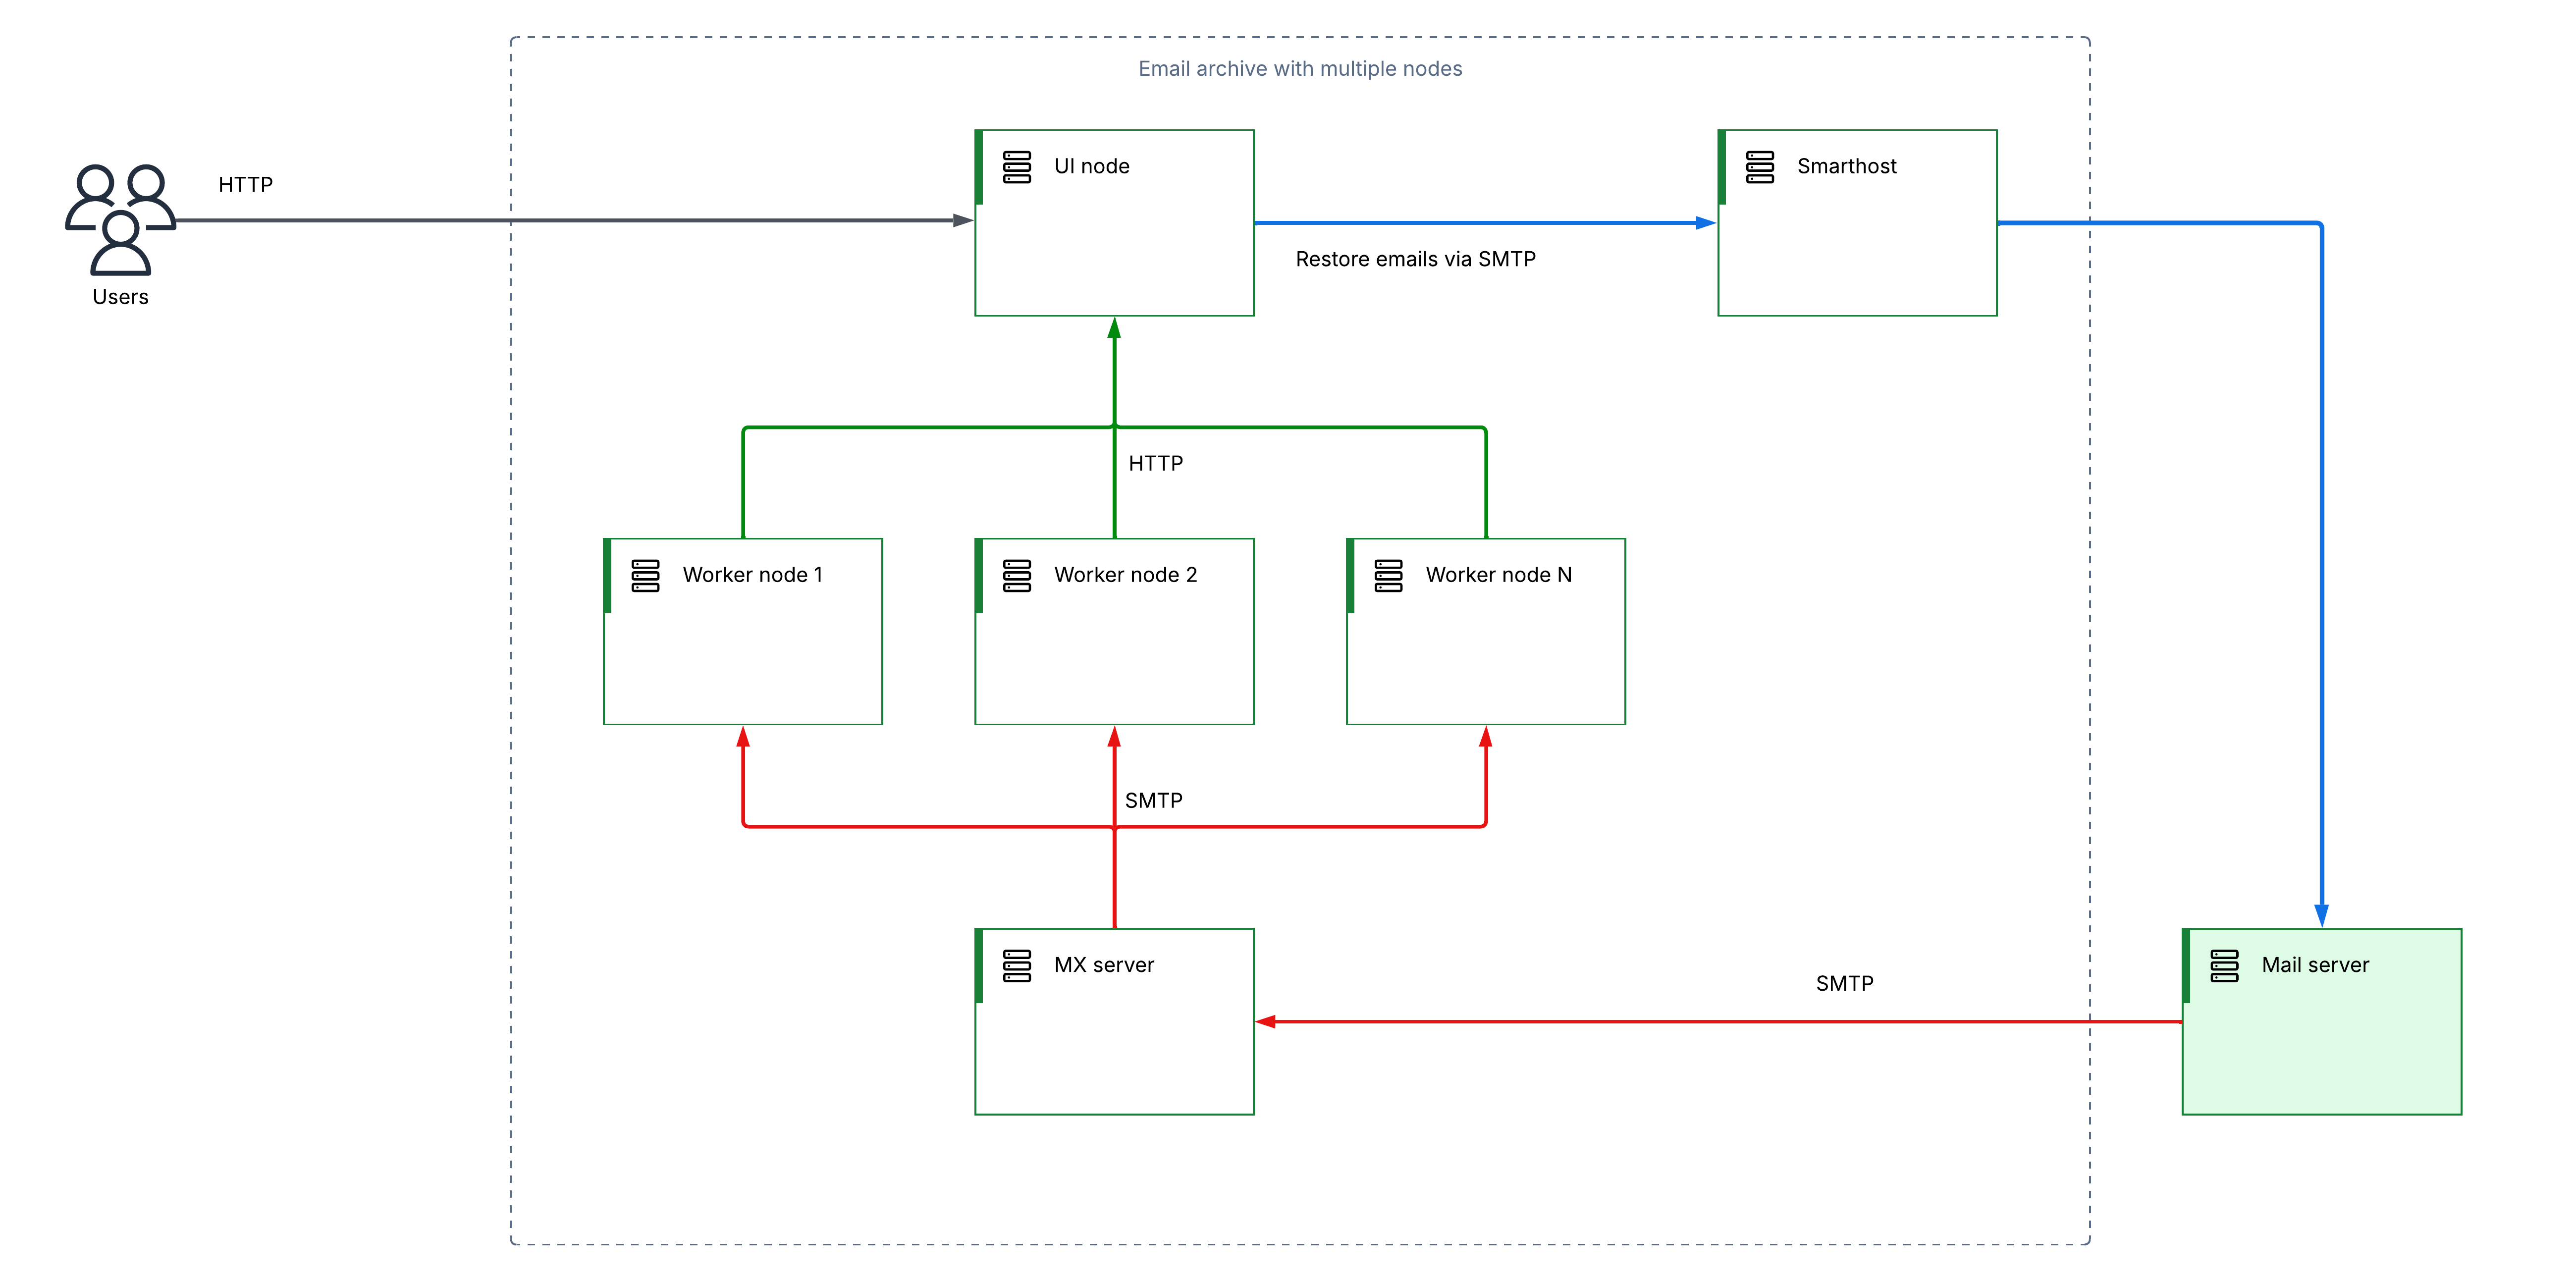 Email archive with multiple nodes
HTTP
UI node
Smarthost
Restore emails via SMTP
Users
HTTP
Worker node 1
Worker node 2
Worker node N
SMTP
MX server
SMTP
Mail server